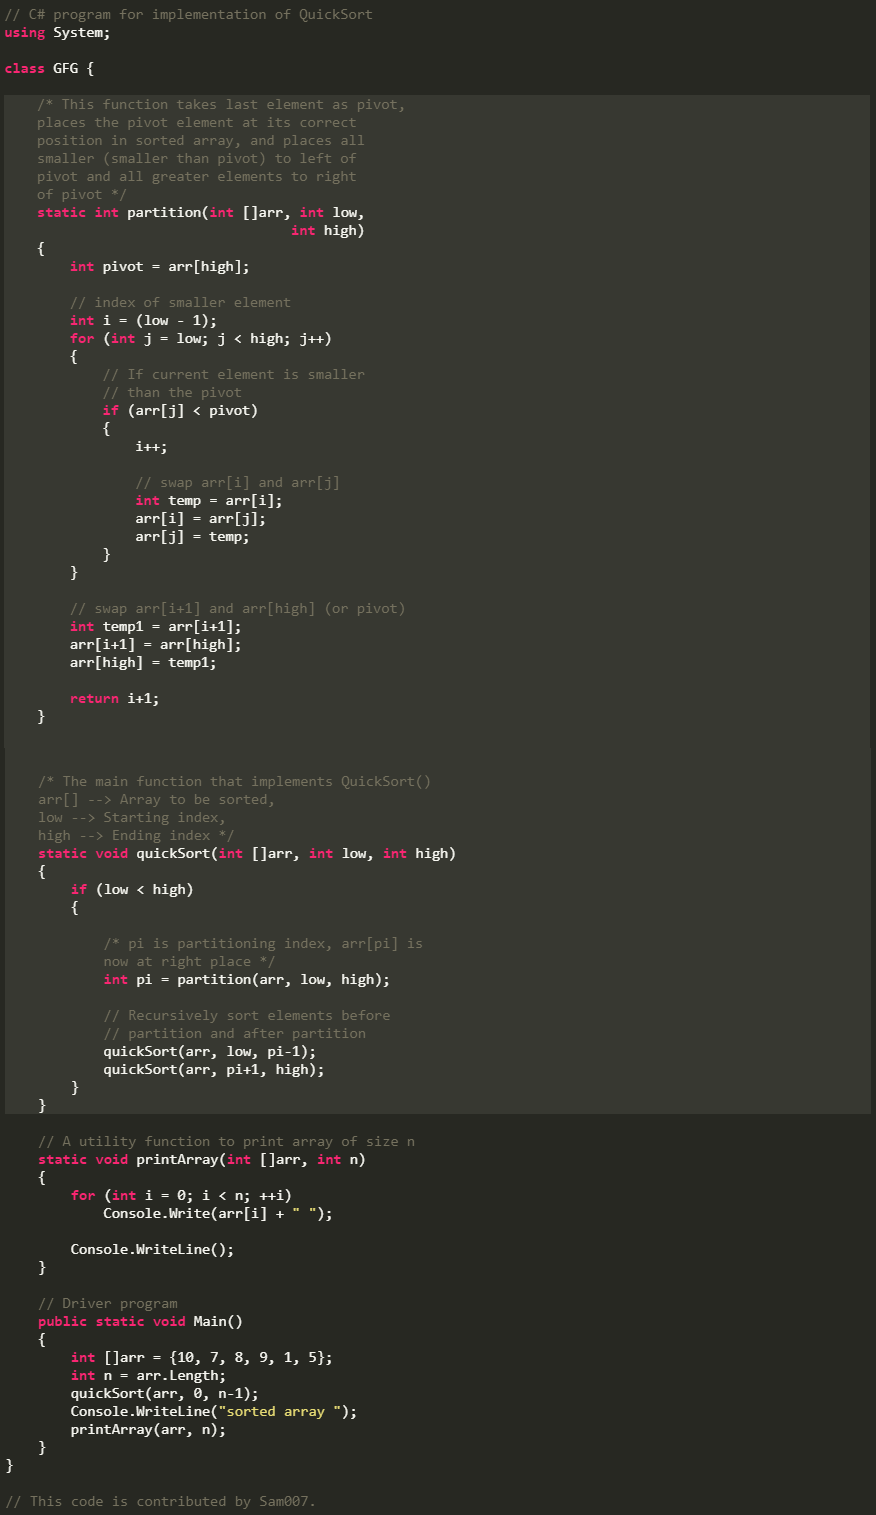 // C# program for implementation of QuickSort
using System;

class GFG {

    /* This function takes last element as pivot,
    places the pivot element at its correct
    position in sorted array, and places all
    smaller (smaller than pivot) to left of
    pivot and all greater elements to right
    of pivot */
    static int partition(int []arr, int low,
                                   int high)
    {
        int pivot = arr[high];

        // index of smaller element
        int i = (low - 1);
        for (int j = low; j < high; j++)
        {
            // If current element is smaller
            // than the pivot
            if (arr[j] < pivot)
            {
                i++;

                // swap arr[i] and arr[j]
                int temp = arr[i];
                arr[i] = arr[j];
                arr[j] = temp;
            }
        }

        // swap arr[i+1] and arr[high] (or pivot)
        int temp1 = arr[i+1];
        arr[i+1] = arr[high];
        arr[high] = temp1;

        return i+1;
    }


    /* The main function that implements QuickSort()
    arr[] --> Array to be sorted,
    low --> Starting index,
    high --> Ending index */
    static void quickSort(int []arr, int low, int high)
    {
        if (low < high)
        {

            /* pi is partitioning index, arr[pi] is
            now at right place */
            int pi = partition(arr, low, high);

            // Recursively sort elements before
            // partition and after partition
            quickSort(arr, low, pi-1);
            quickSort(arr, pi+1, high);
        }
    }

    // A utility function to print array of size n
    static void printArray(int []arr, int n)
    {
        for (int i = 0; i < n; ++i)
            Console.Write(arr[i] + " ");

        Console.WriteLine();
    }

    // Driver program
    public static void Main()
    {
        int []arr = {10, 7, 8, 9, 1, 5};
        int n = arr.Length;
        quickSort(arr, 0, n-1);
        Console.WriteLine("sorted array ");
        printArray(arr, n);
    }
}

// This code is contributed by Sam007.